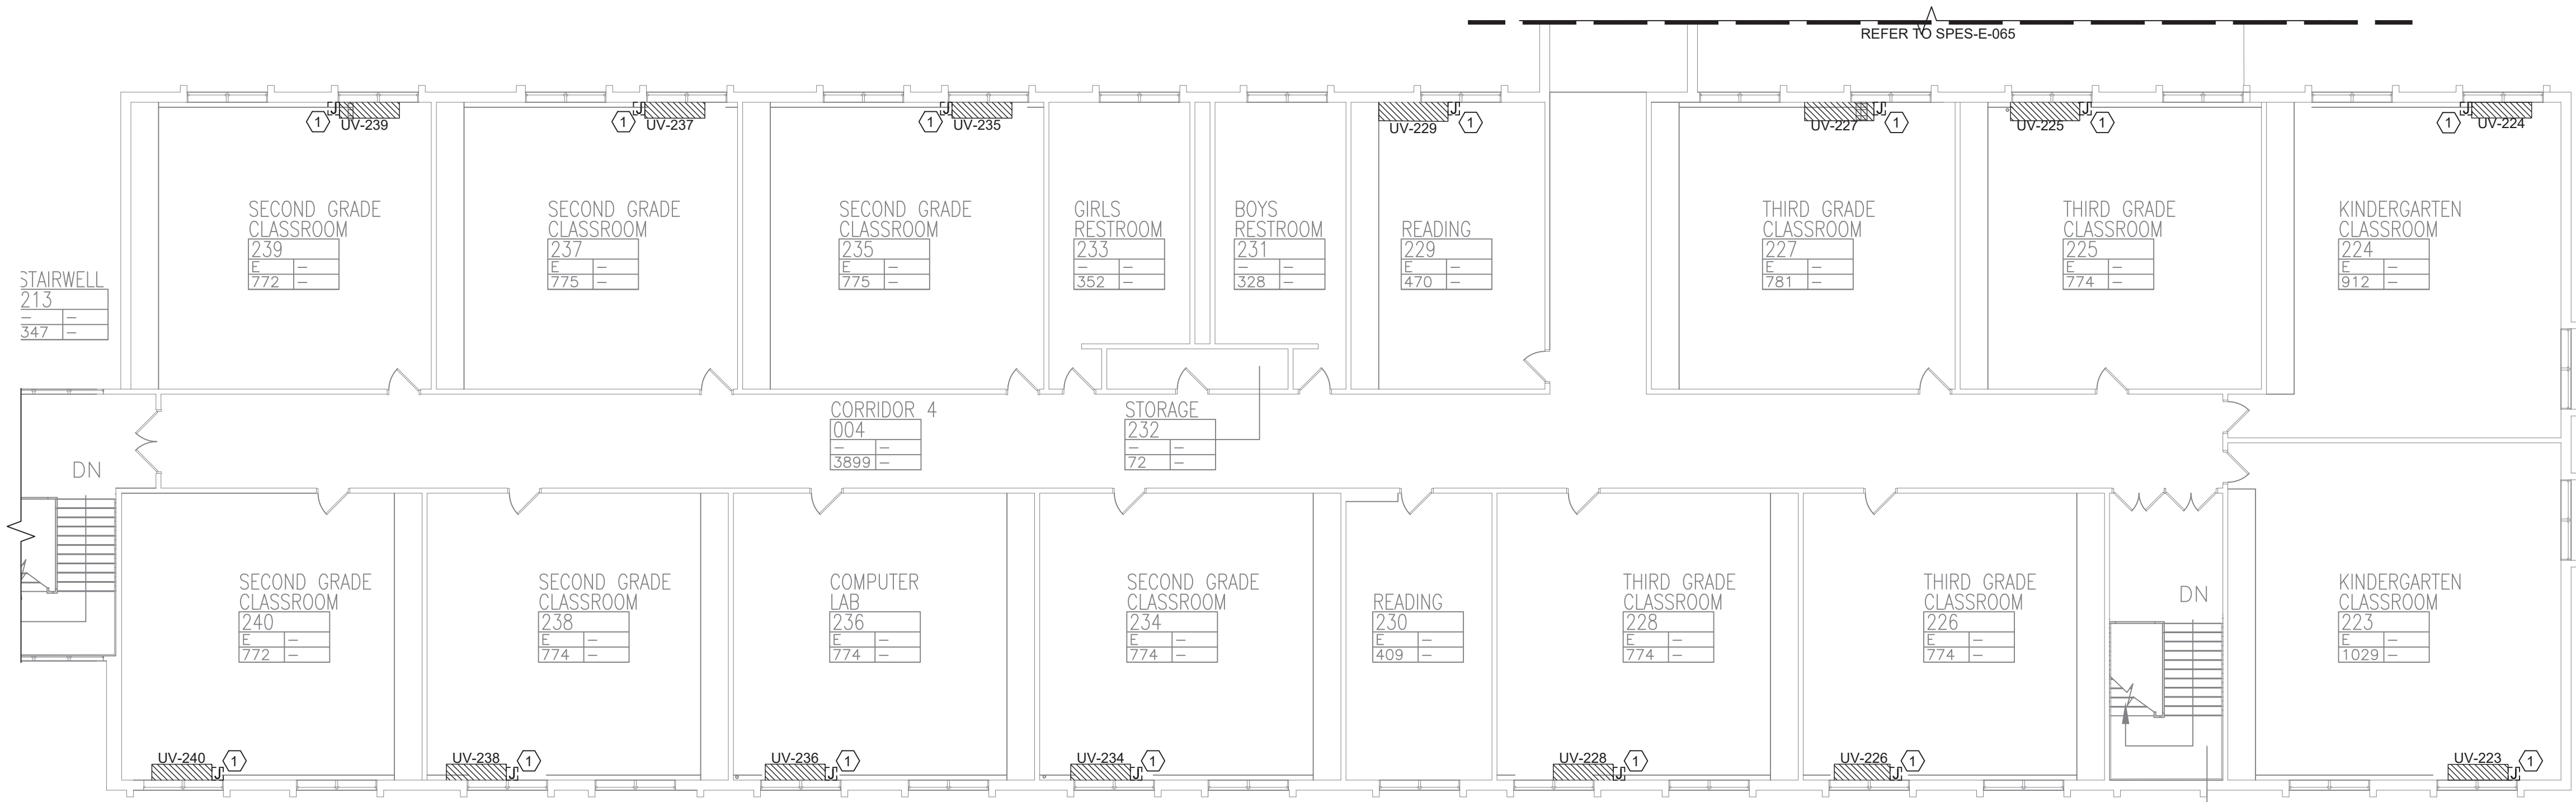 REFER TO SPES-E-065
1
J
UV-239
1
J
UV-237
1
J
UV-235
J
UV-229
1
J
UV-227
1
J
UV-225
1
1
J
UV-224
SECOND GRADE
CLASSROOM
239
E –
772 –
SECOND GRADE
CLASSROOM
237
E –
775 –
SECOND GRADE
CLASSROOM
235
E –
775 –
GIRLS
RESTROOM
233
– –
352 –
BOYS
RESTROOM
231
– –
328 –
READING
229
E –
470 –
THIRD GRADE
CLASSROOM
227
E –
781 –
THIRD GRADE
CLASSROOM
225
E –
774 –
KINDERGARTEN
CLASSROOM
224
E –
912 –
STAIRWELL
213
– –
347 –
CORRIDOR 4
004
– –
3899 –
STORAGE
232
– –
72 –
DN
SECOND GRADE
CLASSROOM
240
E –
772 –
SECOND GRADE
CLASSROOM
238
E –
774 –
COMPUTER
LAB
236
E –
774 –
SECOND GRADE
CLASSROOM
234
E –
774 –
READING
230
E –
409 –
THIRD GRADE
CLASSROOM
228
E –
774 –
THIRD GRADE
CLASSROOM
226
E –
774 –
DN
KINDERGARTEN
CLASSROOM
223
E –
1029 –
UV-240
J
1
UV-238
J
1
UV-236
J
1
UV-234
J
1
UV-228
J
1
UV-226
J
1
UV-223
J
1